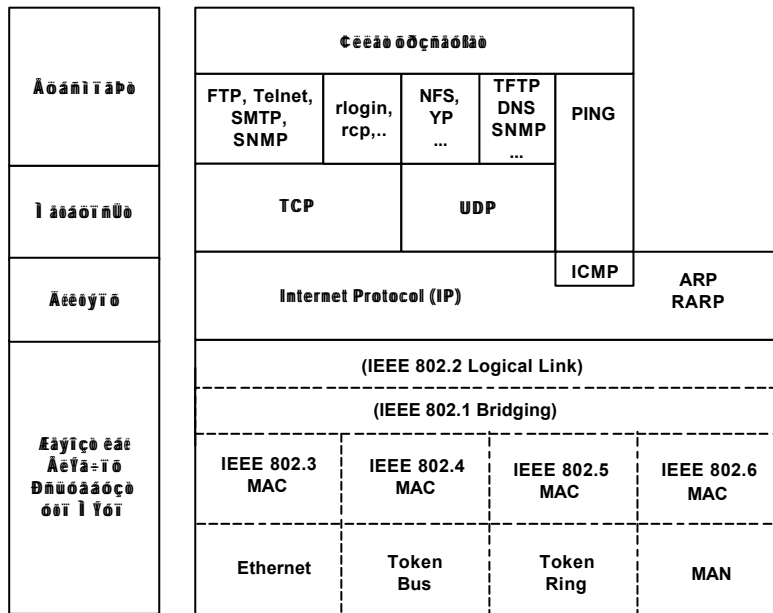 FTP, Telnet,
SMTP,
SNMP
rlogin,
rcp,..
NFS,
YP
...
TFTP
DNS
SNMP
...
PING
TCP
UDP
Internet Protocol (IP)
ICMP
ARP
RARP
(IEEE 802.2 Logical Link)
(IEEE 802.1 Bridging)
IEEE 802.3
MAC
IEEE 802.4
MAC
IEEE 802.5
MAC
IEEE 802.6
MAC
Ethernet
Token
Bus
Token
Ring
MAN